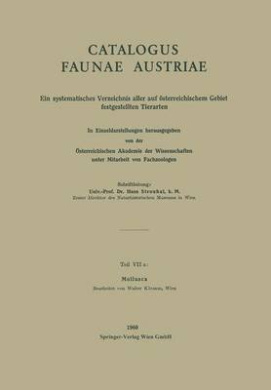 CATALOGUS
FAUNAE AUSTRIAE
Ein systematisches Verzeichnis aller auf österreichischem Gebiet
festgestellten Tierarten
In Einzeldarstellungen herausgegeben
von der
Österreichischen Akademie der Wissenschaften
unter Mitarbeit von Fachzoologen
Schriftleitung:
Univ.-Prof. Dr. Hans Strouhal, k. M.
Erster Direktor des Naturhistorischen Museums in Wien
Teil VII a:
Mollusca
Bearbeitet von Walter Klemm, Wien
1960
Springer-Verlag Wien GmbH